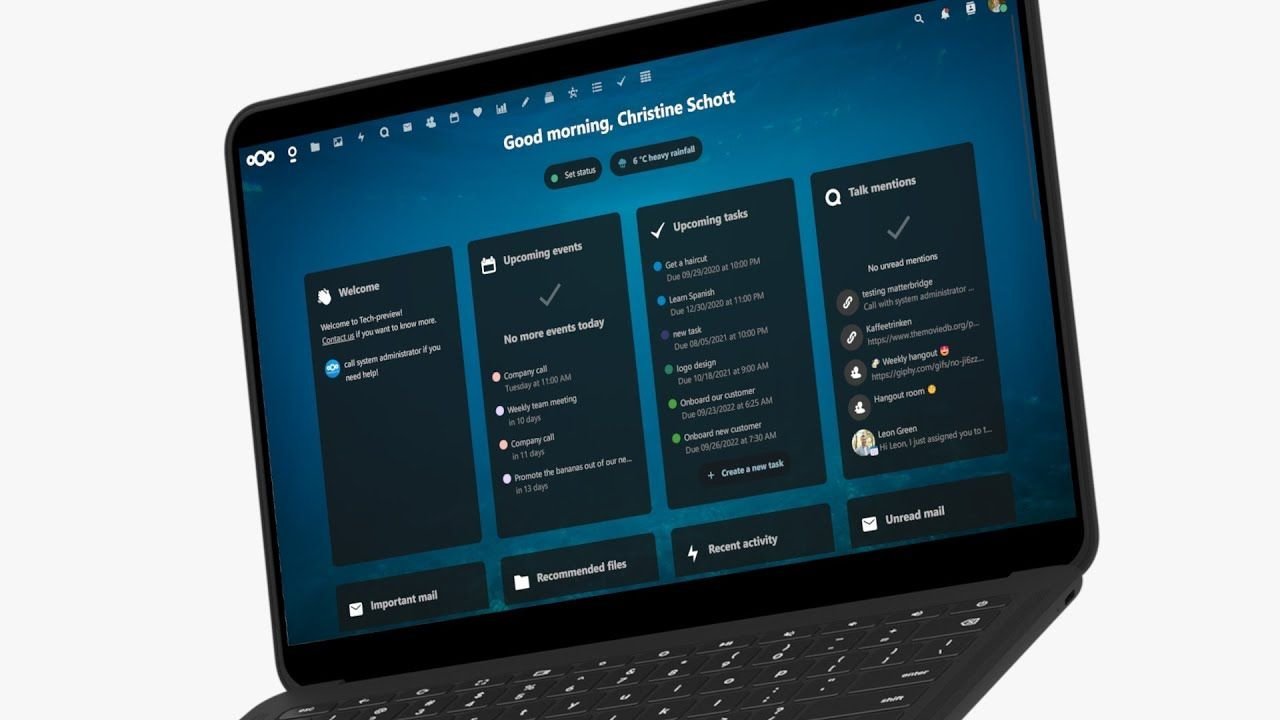 Good morning, Christine Schott
Set status
6 °C heavy rainfall
Welcome
Welcome to Tech-preview!
Contact us if you want to know more.
call system administrator if you
need help!
Upcoming events
No more events today
Company call
Tuesday at 11:00 AM
Weekly team meeting
in 10 days
Company call
in 11 days
Promote the bananas out of our ne...
in 13 days
Upcoming tasks
Get a haircut
Due 09/29/2020 at 10:00 PM
Learn Spanish
Due 12/30/2020 at 11:00 PM
new task
Due 08/05/2021 at 10:00 PM
logo design
Due 10/18/2021 at 9:00 AM
Onboard our customer
Due 09/23/2022 at 6:25 AM
Onboard new customer
Due 09/26/2022 at 7:30 AM
+ Create a new task
Talk mentions
No unread mentions
testing matterbridge
Call with system administrator ...
Kaffeetrinken
https://www.themoviedb.org/p...
Weekly hangout
https://giphy.com/gifs/no-ji6zz...
Hangout room
Leon Green
Hi Leon, I just assigned you to t...
Important mail
Recommended files
Recent activity
Unread mail
esc
enter
shift